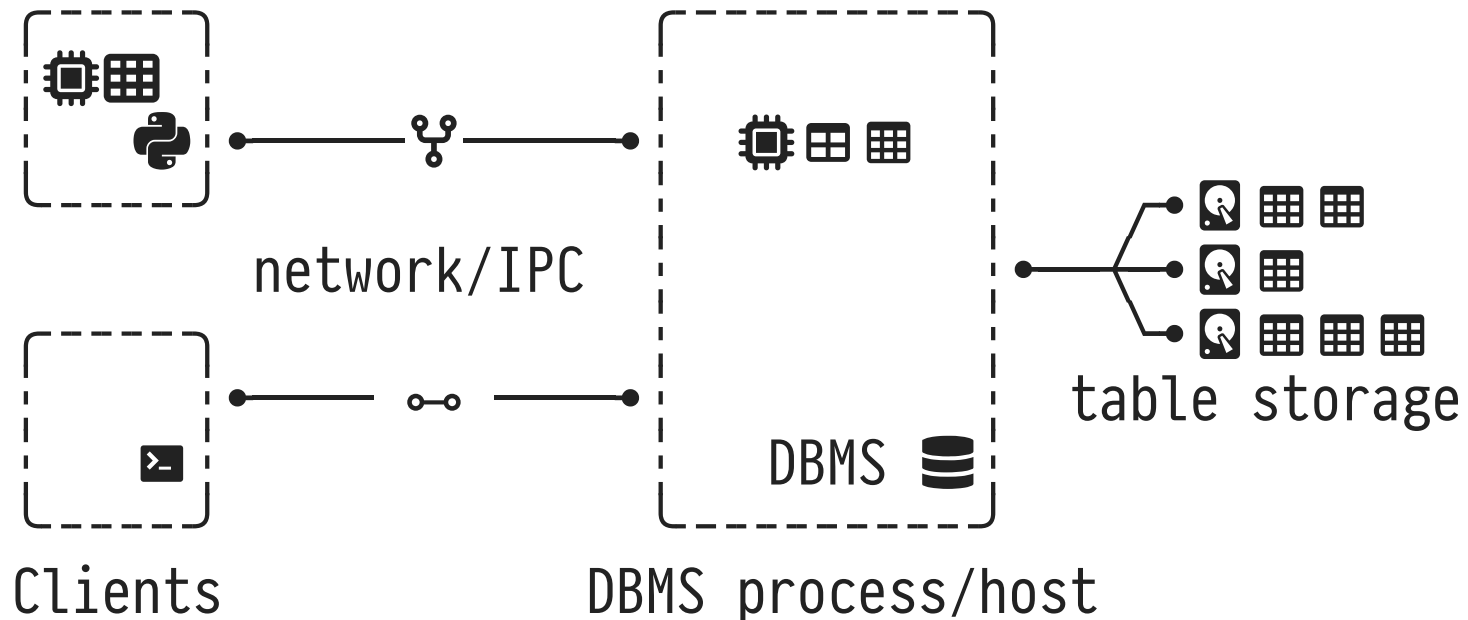 network/IPC
table storage
DBMS
Clients
DBMS process/host